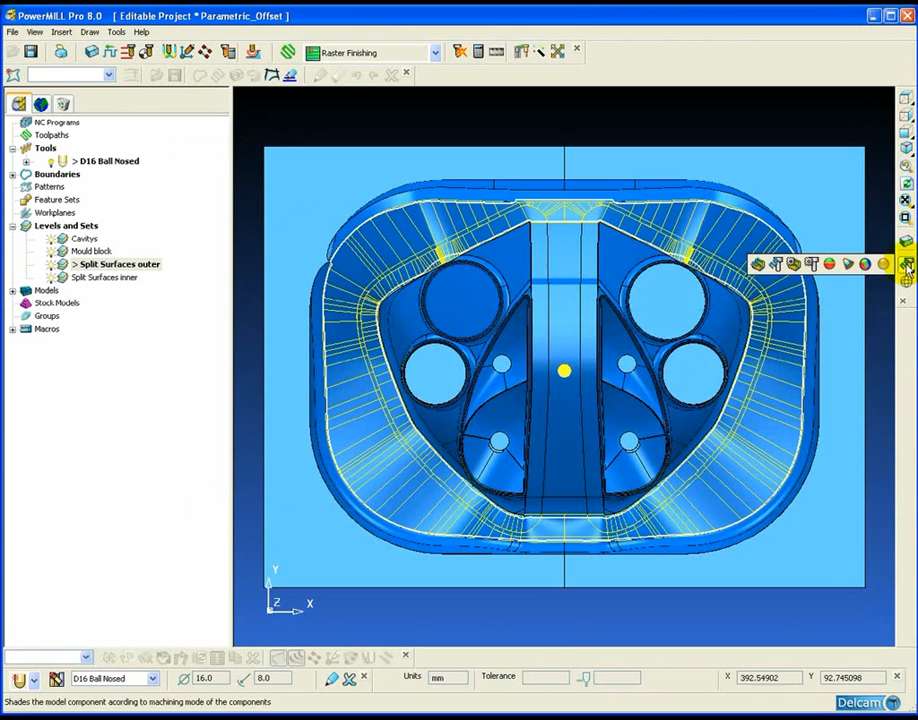 PowerMILL Pro 8.0 [ Editable Project * Parametric_Offset ]
File View Insert Draw Tools Help
Raster Finishing
NC Programs
Toolpaths
Tools
> D16 Ball Nosed
Boundaries
Patterns
Feature Sets
Workplanes
Levels and Sets
Cavitys
Mould block
> Split Surfaces outer
Split Surfaces inner
Models
Stock Models
Groups
Macros
Y
Z X
D16 Ball Nosed 16.0 8.0 Units mm Tolerance X 392.54902 Y 92.745098
Shades the model component acording to machining mode of the components
Delcam